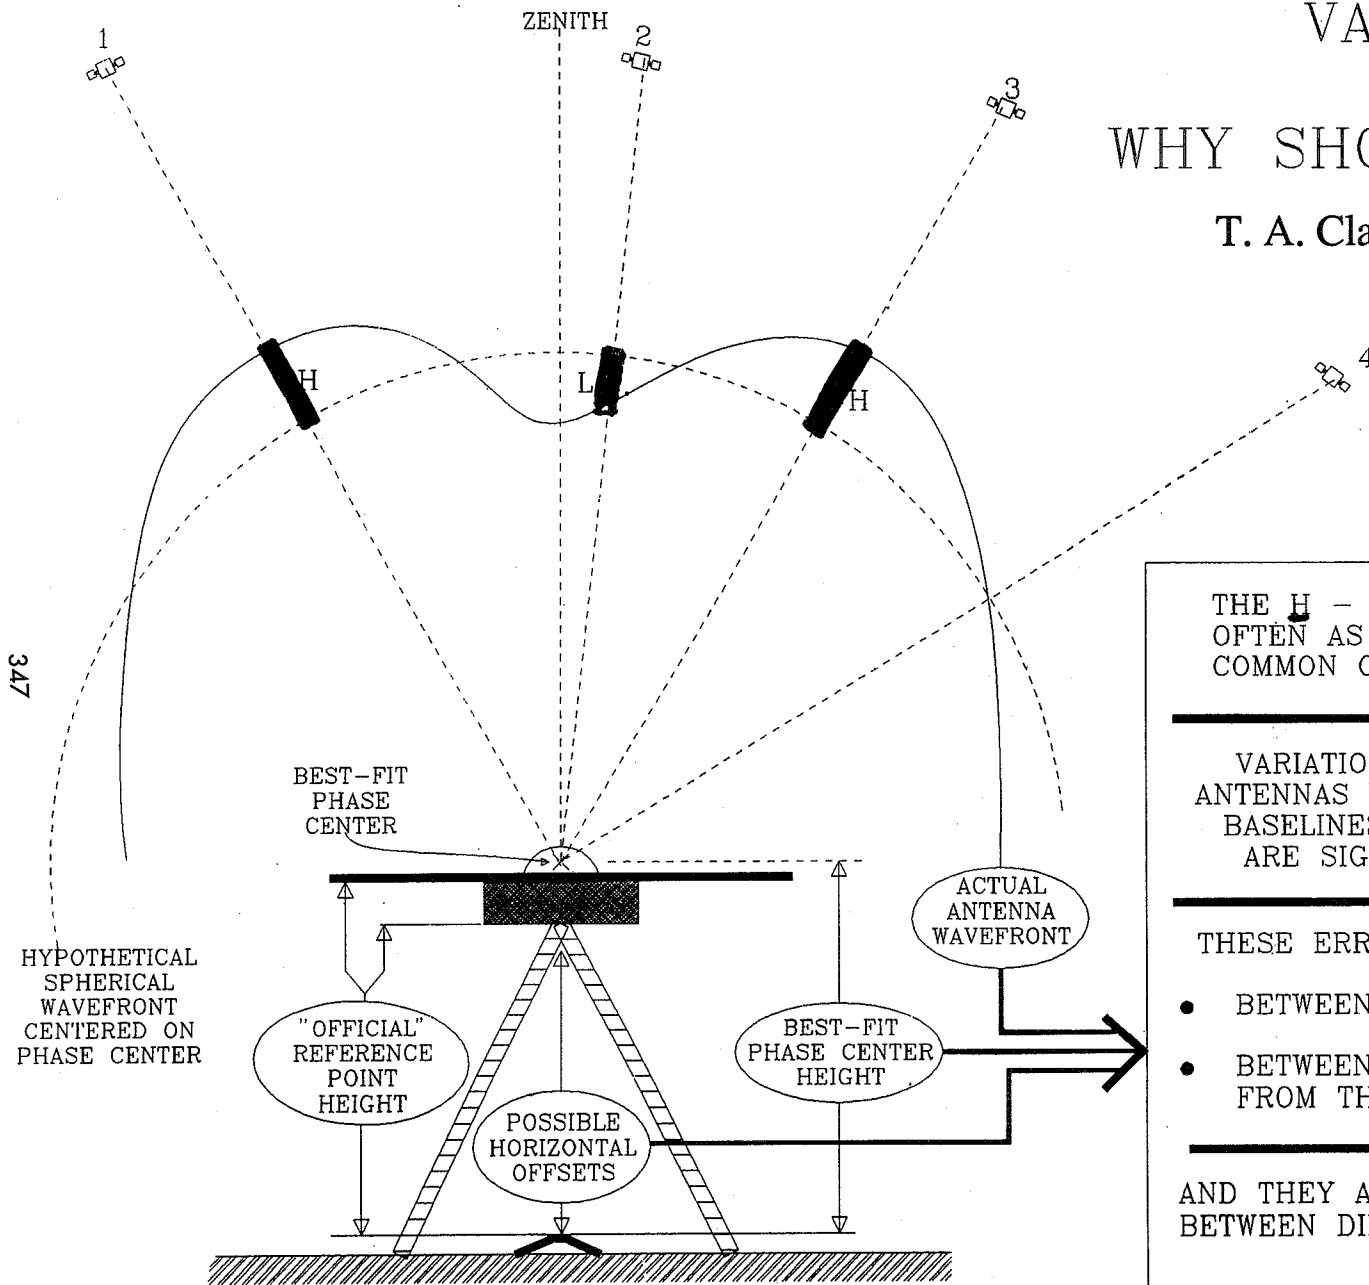 VA
WHY SHO
T. A. Cla
ZENITH
1
2
3
4
H
L
H
347
BEST-FIT
PHASE
CENTER
HYPOTHETICAL
SPHERICAL
WAVEFRONT
CENTERED ON
PHASE CENTER
"OFFICIAL"
REFERENCE
POINT
HEIGHT
POSSIBLE
HORIZONTAL
OFFSETS
BEST-FIT
PHASE CENTER
HEIGHT
ACTUAL
ANTENNA
WAVEFRONT
THE H -
OFTEN AS
COMMON C
VARIATIO
ANTENNAS
BASELINES
ARE SIG
THESE ERR
• BETWEEN
• BETWEEN
FROM TH
AND THEY A
BETWEEN DI